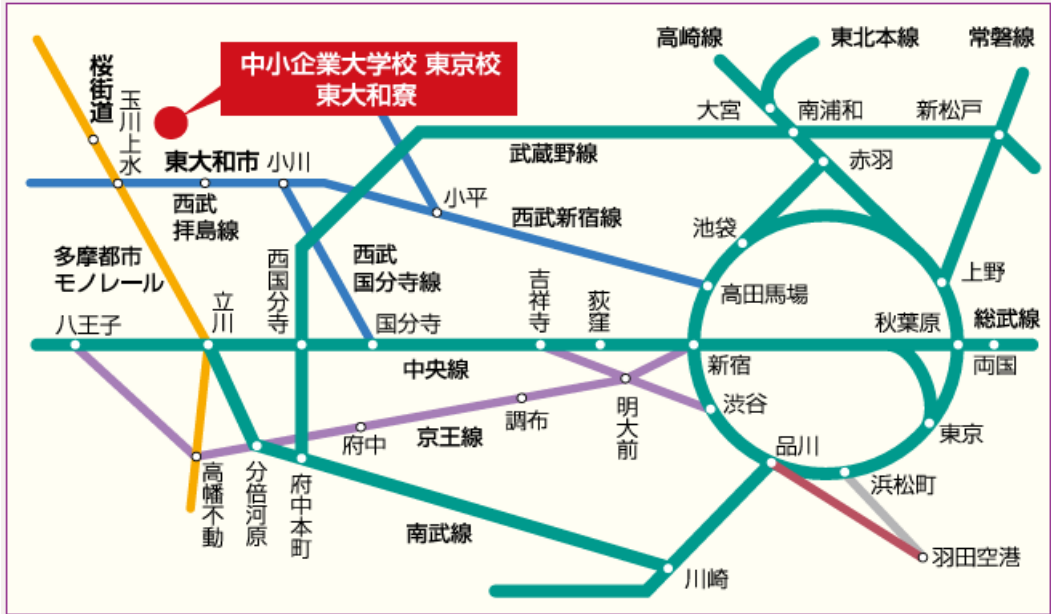 高崎線
東北本線
常磐線
中小企業大学校 東京校
東大和寮
桜街道
玉川上水
大宮
南浦和
新松戸
東大和市
小川
武蔵野線
赤羽
西武
拝島線
小平
西武新宿線
池袋
多摩都市
モノレール
西国分寺
西武
国分寺線
上野
高田馬場
八王子
立川
国分寺
吉祥寺
荻窪
秋葉原
総武線
中央線
新宿
両国
渋谷
調布
明大前
京王線
府中
東京
品川
高幡不動
分倍河原
府中本町
浜松町
南武線
羽田空港
川崎